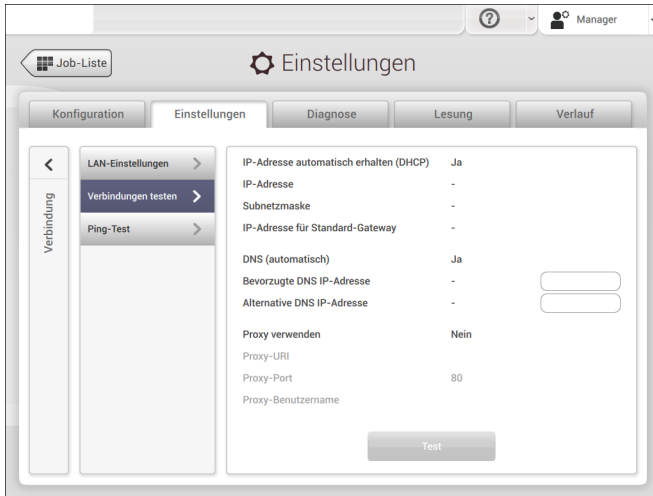 Manager
Job-Liste
Einstellungen
Konfiguration
Einstellungen
Diagnose
Lesung
Verlauf
Verbindung
LAN-Einstellungen
Verbindungen testen
Ping-Test
IP-Adresse automatisch erhalten (DHCP) Ja
IP-Adresse -
Subnetzmaske -
IP-Adresse für Standard-Gateway -
DNS (automatisch) Ja
Bevorzugte DNS IP-Adresse -
Alternative DNS IP-Adresse -
Proxy verwenden Nein
Proxy-URI
Proxy-Port 80
Proxy-Benutzername
Test